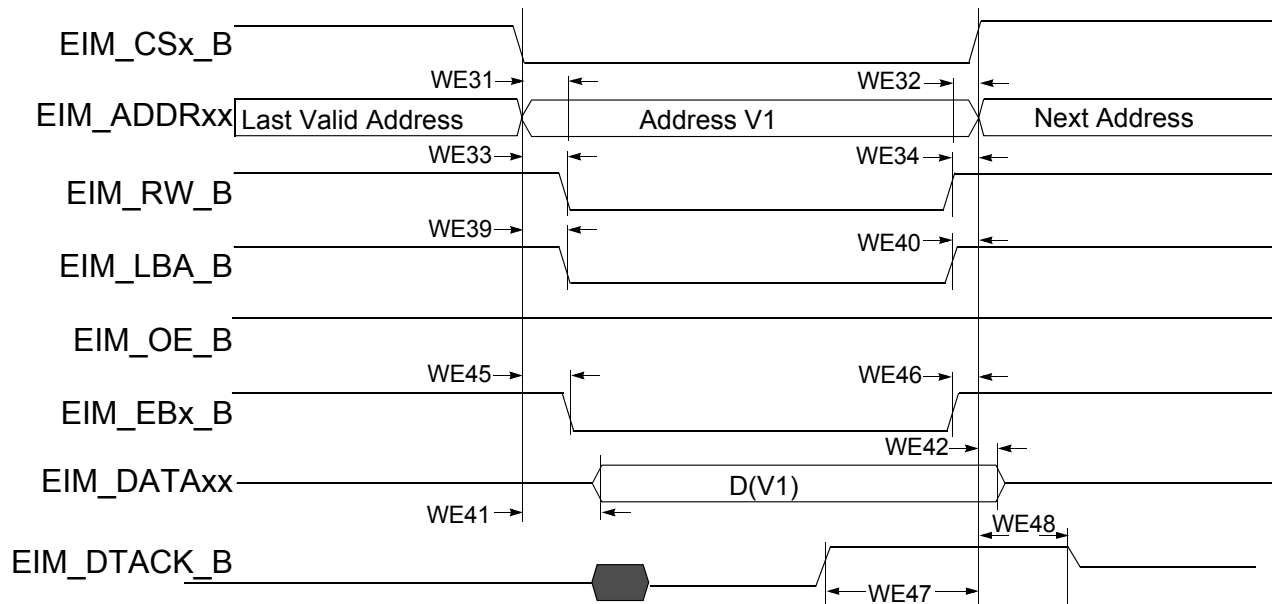 EIM_CSx_B
WE31
WE32
EIM_ADDRxx
Last Valid Address
Address V1
Next Address
WE33
WE34
EIM_RW_B
WE39
WE40
EIM_LBA_B
EIM_OE_B
WE45
WE46
EIM_EBx_B
WE42
EIM_DATAxx
D(V1)
WE41
WE48
EIM_DTACK_B
WE47